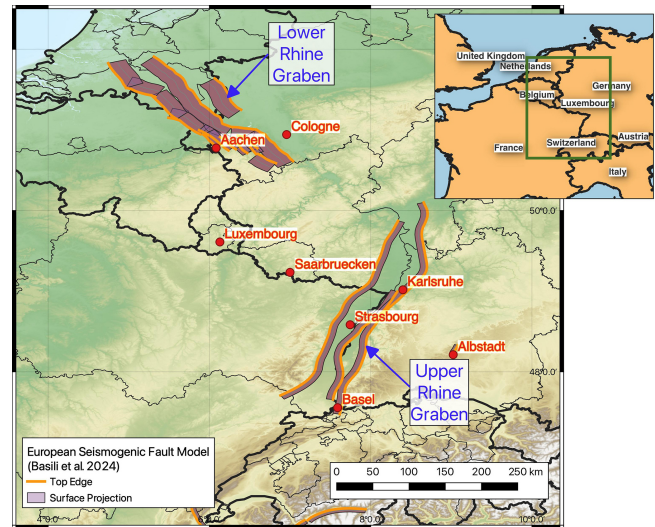 Lower
Rhine
Graben
United Kingdom
Netherlands
Germany
Belgium
Luxembourg
Austria
France
Switzerland
Italy
Cologne
Aachen
50°0.0'
Luxembourg
Saarbruecken
Karlsruhe
Strasbourg
Albstadt
Upper
Rhine
Graben
48°0.0'
Basel
European Seismogenic Fault Model
(Basili et al. 2024)
Top Edge
Surface Projection
0 50 100 150 200 250 km
8°0.0'
10°0.0'